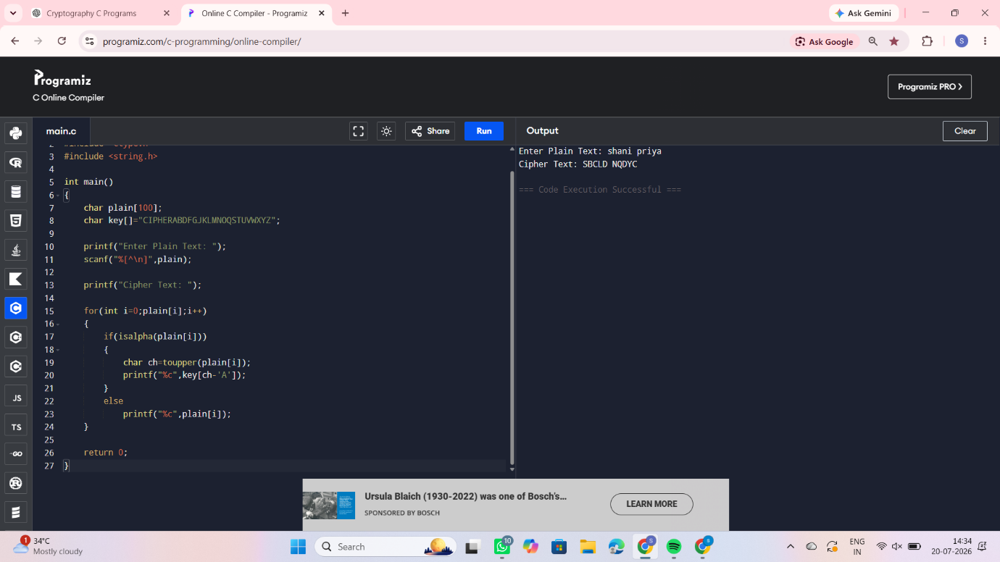 Cryptography C Programs
Online C Compiler - Programiz
Ask Gemini
programiz.com/c-programming/online-compiler/
Ask Google
S
Programiz
C Online Compiler
Programiz PRO
main.c
Share
Run
Output
Clear
2 #include <ctype.h>
3 #include <string.h>
4
5 int main()
6 {
7 char plain[100];
8 char key[]="CIPHERABDFGJKLMNOQSTUVWXYZ";
9
10 printf("Enter Plain Text: ");
11 scanf("%[^\n]",plain);
12
13 printf("Cipher Text: ");
14
15 for(int i=0;plain[i];i++)
16 {
17 if(isalpha(plain[i]))
18 {
19 char ch=toupper(plain[i]);
20 printf("%c",key[ch-'A']);
21 }
22 else
23 printf("%c",plain[i]);
24 }
25
26 return 0;
27 }
Enter Plain Text: shani priya
Cipher Text: SBCLD NQDYC
=== Code Execution Successful ===
JS
TS
GO
Ursula Blaich (1930-2022) was one of Bosch's...
SPONSORED BY BOSCH
LEARN MORE
1
34°C
Mostly cloudy
Search
10
S
S
ENG
IN
14:34
20-07-2026